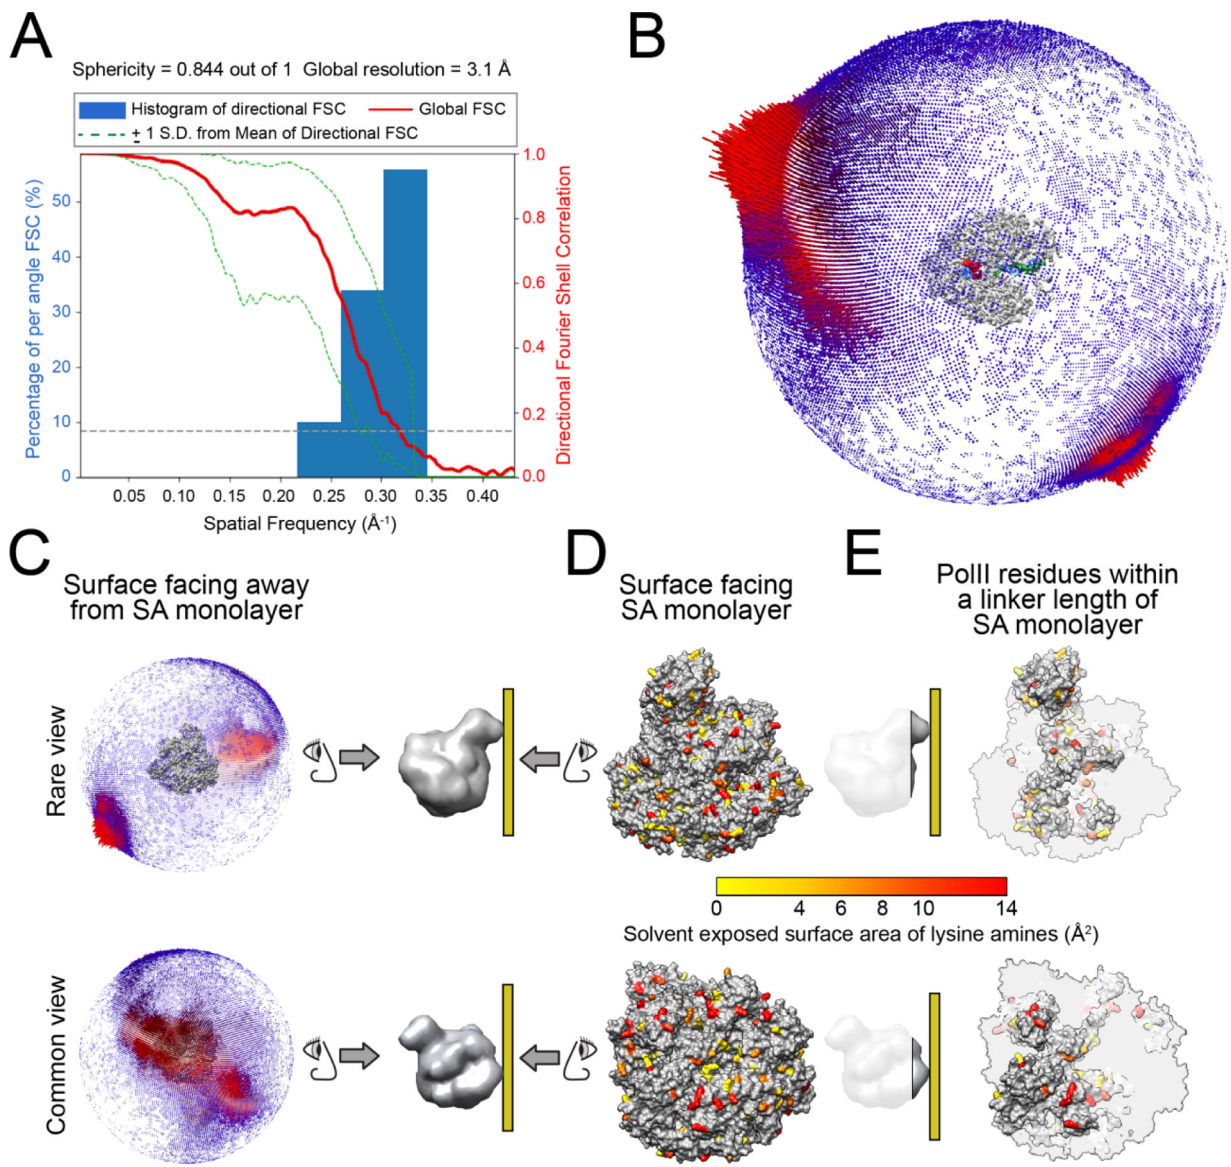 A
B
Sphericity = 0.844 out of 1 Global resolution = 3.1 Å
Histogram of directional FSC
Global FSC
± 1 S.D. from Mean of Directional FSC
Percentage of per angle FSC (%)
50
40
30
20
10
0
1.0
0.8
0.6
0.4
0.2
0.0
Directional Fourier Shell Correlation
0.05 0.10 0.15 0.20 0.25 0.30 0.35 0.40
Spatial Frequency (Å⁻¹)
C
Surface facing away
from SA monolayer
D
Surface facing
SA monolayer
E
PolII residues within
a linker length of
SA monolayer
Rare view
0 4 6 8 10 14
Solvent exposed surface area of lysine amines (Å²)
Common view